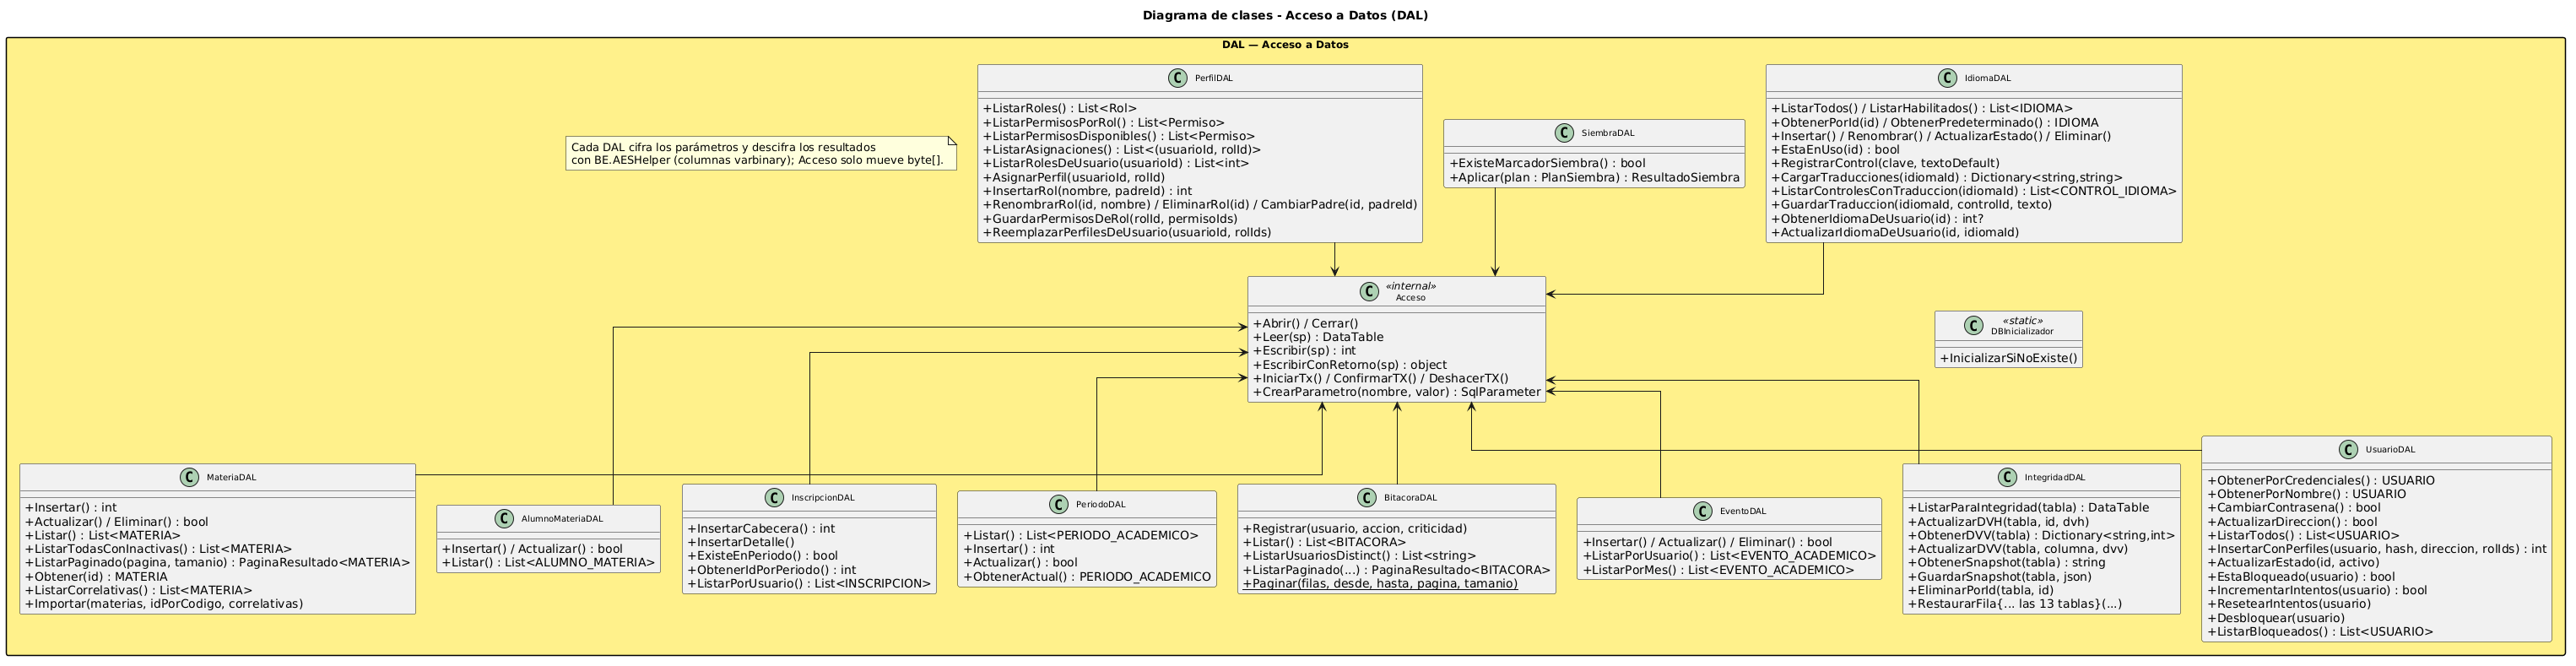 Diagrama de clases - Acceso a Datos (DAL)
DAL — Acceso a Datos
Cada DAL cifra los parámetros y descifra los resultados
con BE.AESHelper (columnas varbinary); Acceso solo mueve byte[].
C PerfilDAL
+ListarRoles() : List<Rol>
+ListarPermisosPorRol() : List<Permiso>
+ListarPermisosDisponibles() : List<Permiso>
+ListarAsignaciones() : List<(usuarioId, rolId)>
+ListarRolesDeUsuario(usuarioId) : List<int>
+AsignarPerfil(usuarioId, rolId)
+InsertarRol(nombre, padreId) : int
+RenombrarRol(id, nombre) / EliminarRol(id) / CambiarPadre(id, padreId)
+GuardarPermisosDeRol(rolId, permisoIds)
+ReemplazarPerfilesDeUsuario(usuarioId, rolIds)
C SiembraDAL
+ExisteMarcadorSiembra() : bool
+Aplicar(plan : PlanSiembra) : ResultadoSiembra
C IdiomaDAL
+ListarTodos() / ListarHabilitados() : List<IDIOMA>
+ObtenerPorId(id) / ObtenerPredeterminado() : IDIOMA
+Insertar() / Renombrar() / ActualizarEstado() / Eliminar()
+EstaEnUso(id) : bool
+RegistrarControl(clave, textoDefault)
+CargarTraducciones(idiomaId) : Dictionary<string,string>
+ListarControlesConTraduccion(idiomaId) : List<CONTROL_IDIOMA>
+GuardarTraduccion(idiomaId, controlId, texto)
+ObtenerIdiomaDeUsuario(id) : int?
+ActualizarIdiomaDeUsuario(id, idiomaId)
C «internal»
Acceso
+Abrir() / Cerrar()
+Leer(sp) : DataTable
+Escribir(sp) : int
+EscribirConRetorno(sp) : object
+IniciarTx() / ConfirmarTX() / DeshacerTX()
+CrearParametro(nombre, valor) : SqlParameter
C «static»
DBInicializador
+InicializarSiNoExiste()
C MateriaDAL
+Insertar() : int
+Actualizar() / Eliminar() : bool
+Listar() : List<MATERIA>
+ListarTodasConInactivas() : List<MATERIA>
+ListarPaginado(pagina, tamanio) : PaginaResultado<MATERIA>
+Obtener(id) : MATERIA
+ListarCorrelativas() : List<MATERIA>
+Importar(materias, idPorCodigo, correlativas)
C AlumnoMateriaDAL
+Insertar() / Actualizar() : bool
+Listar() : List<ALUMNO_MATERIA>
C InscripcionDAL
+InsertarCabecera() : int
+InsertarDetalle()
+ExisteEnPeriodo() : bool
+ObtenerIdPorPeriodo() : int
+ListarPorUsuario() : List<INSCRIPCION>
C PeriodoDAL
+Listar() : List<PERIODO_ACADEMICO>
+Insertar() : int
+Actualizar() : bool
+ObtenerActual() : PERIODO_ACADEMICO
C BitacoraDAL
+Registrar(usuario, accion, criticidad)
+Listar() : List<BITACORA>
+ListarUsuariosDistinct() : List<string>
+ListarPaginado(...) : PaginaResultado<BITACORA>
+Paginar(filas, desde, hasta, pagina, tamanio)
C EventoDAL
+Insertar() / Actualizar() / Eliminar() : bool
+ListarPorUsuario() : List<EVENTO_ACADEMICO>
+ListarPorMes() : List<EVENTO_ACADEMICO>
C IntegridadDAL
+ListarParaIntegridad(tabla) : DataTable
+ActualizarDVH(tabla, id, dvh)
+ObtenerDVV(tabla) : Dictionary<string,int>
+ActualizarDVV(tabla, columna, dvv)
+ObtenerSnapshot(tabla) : string
+GuardarSnapshot(tabla, json)
+EliminarPorId(tabla, id)
+RestaurarFila{... las 13 tablas}(...)
C UsuarioDAL
+ObtenerPorCredenciales() : USUARIO
+ObtenerPorNombre() : USUARIO
+CambiarContrasena() : bool
+ActualizarDireccion() : bool
+ListarTodos() : List<USUARIO>
+InsertarConPerfiles(usuario, hash, direccion, rolIds) : int
+ActualizarEstado(id, activo)
+EstaBloqueado(usuario) : bool
+IncrementarIntentos(usuario) : bool
+ResetearIntentos(usuario)
+Desbloquear(usuario)
+ListarBloqueados() : List<USUARIO>